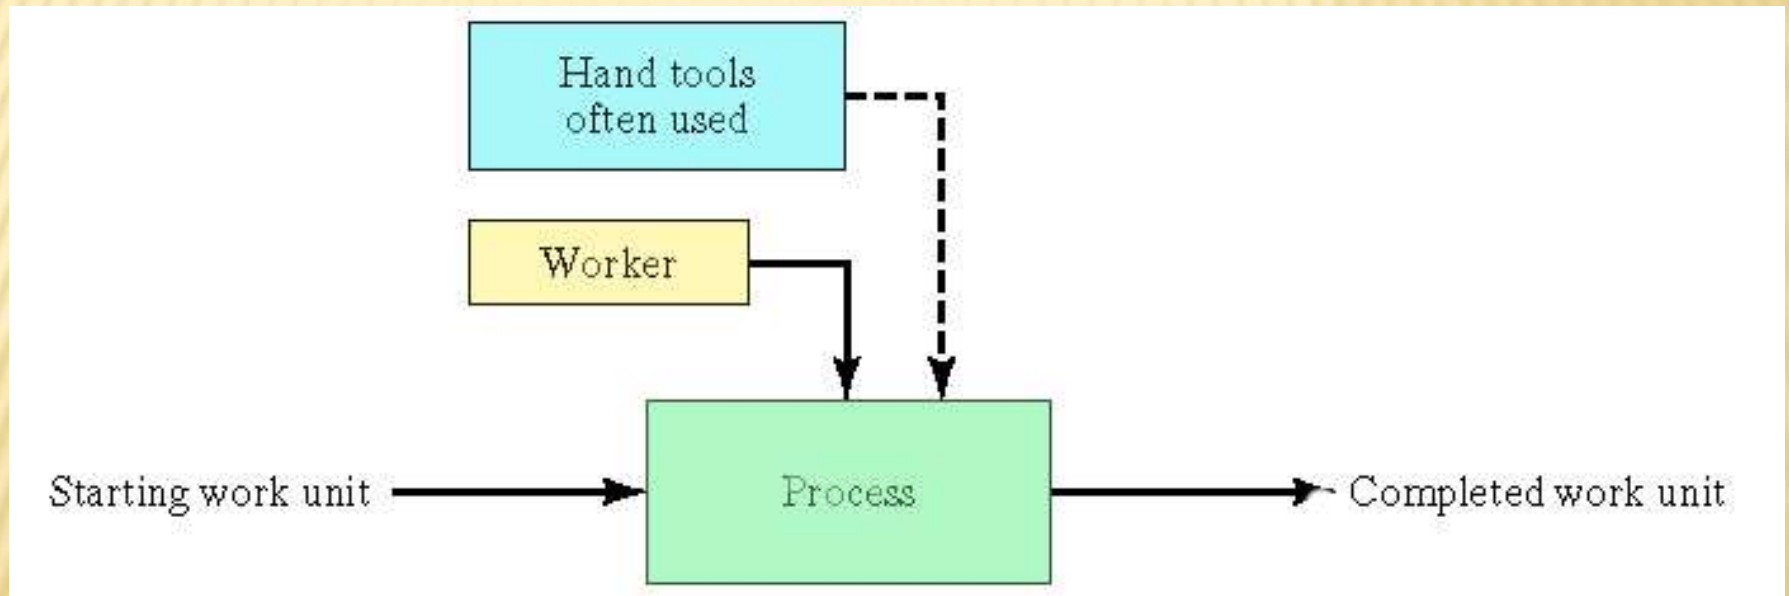 Hand tools
often used
Worker
Process
Starting work unit
Completed work unit